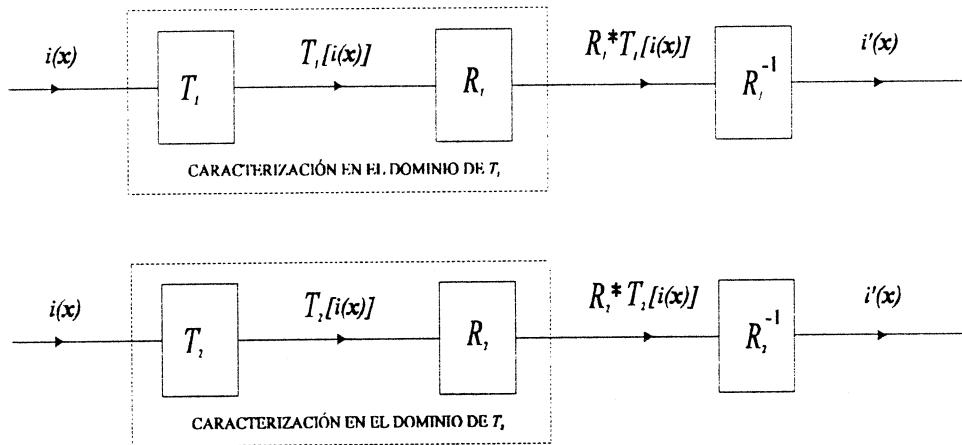 i(x) T₁[i(x)] R₁*T₁[i(x)] i'(x)
T₁ R₁ R₁⁻¹
CARACTERIZACIÓN EN EL DOMINIO DE T₁
i(x) T₂[i(x)] R₂*T₂[i(x)] i'(x)
T₂ R₂ R₂⁻¹
CARACTERIZACIÓN EN EL DOMINIO DE T₂